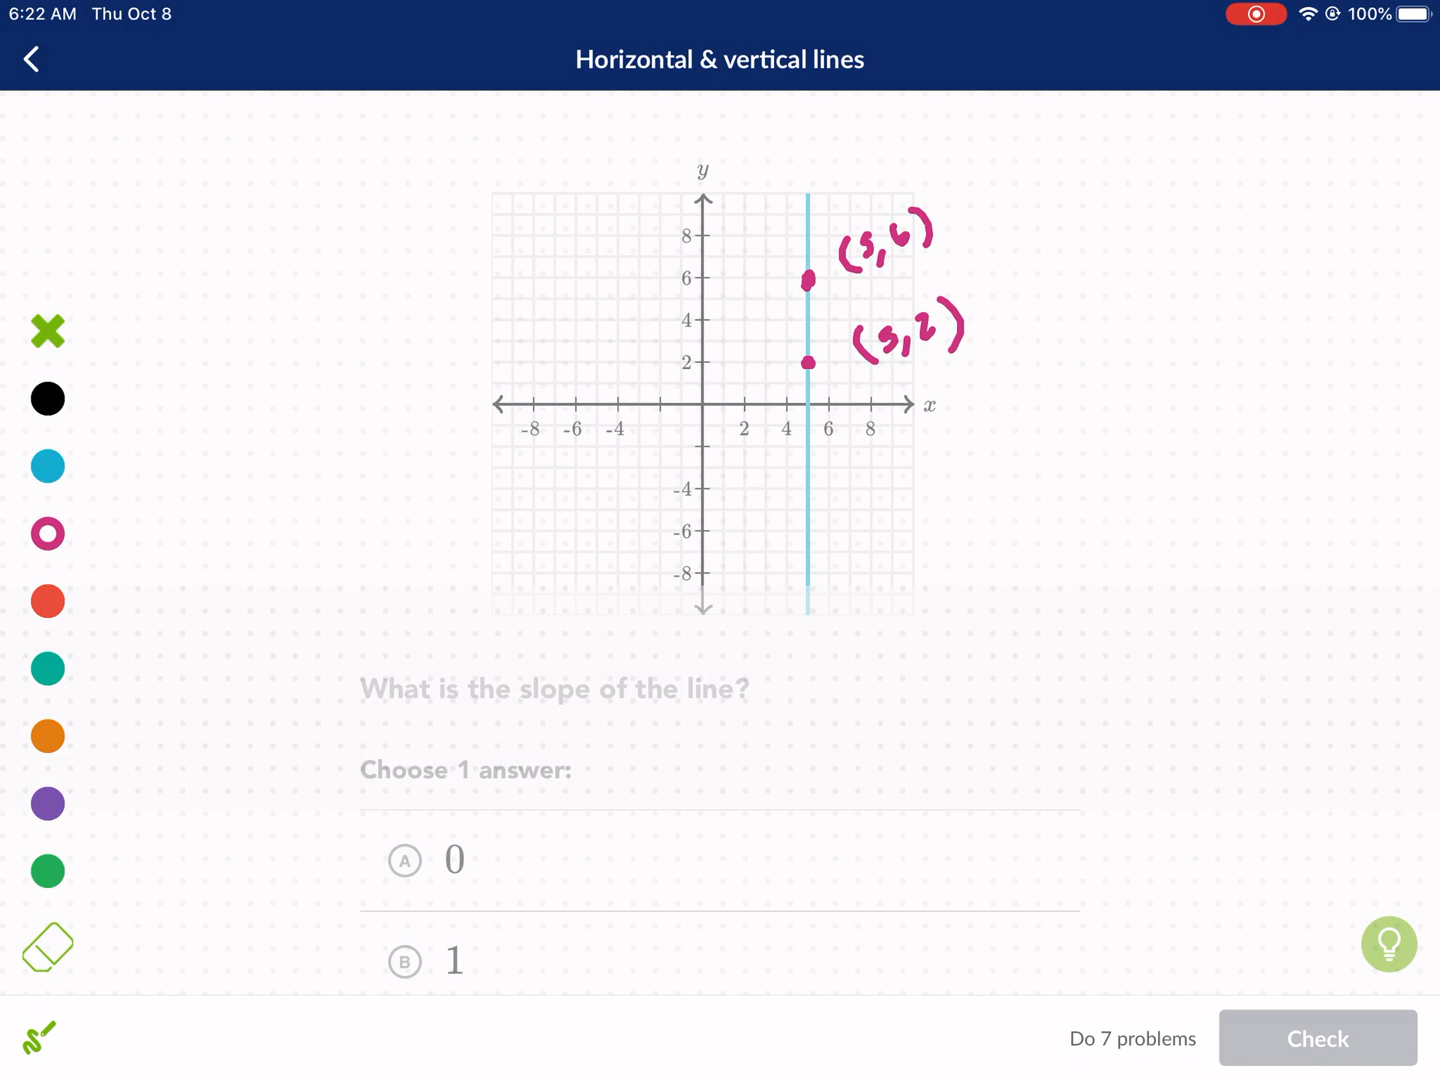 6:22 AM Thu Oct 8
100%
Horizontal & vertical lines
y
8
6
4
2
-8 -6 -4 2 4 6 8 x
-4
-6
-8
(5,6)
(5,2)
What is the slope of the line?
Choose 1 answer:
A 0
B 1
Do 7 problems
Check